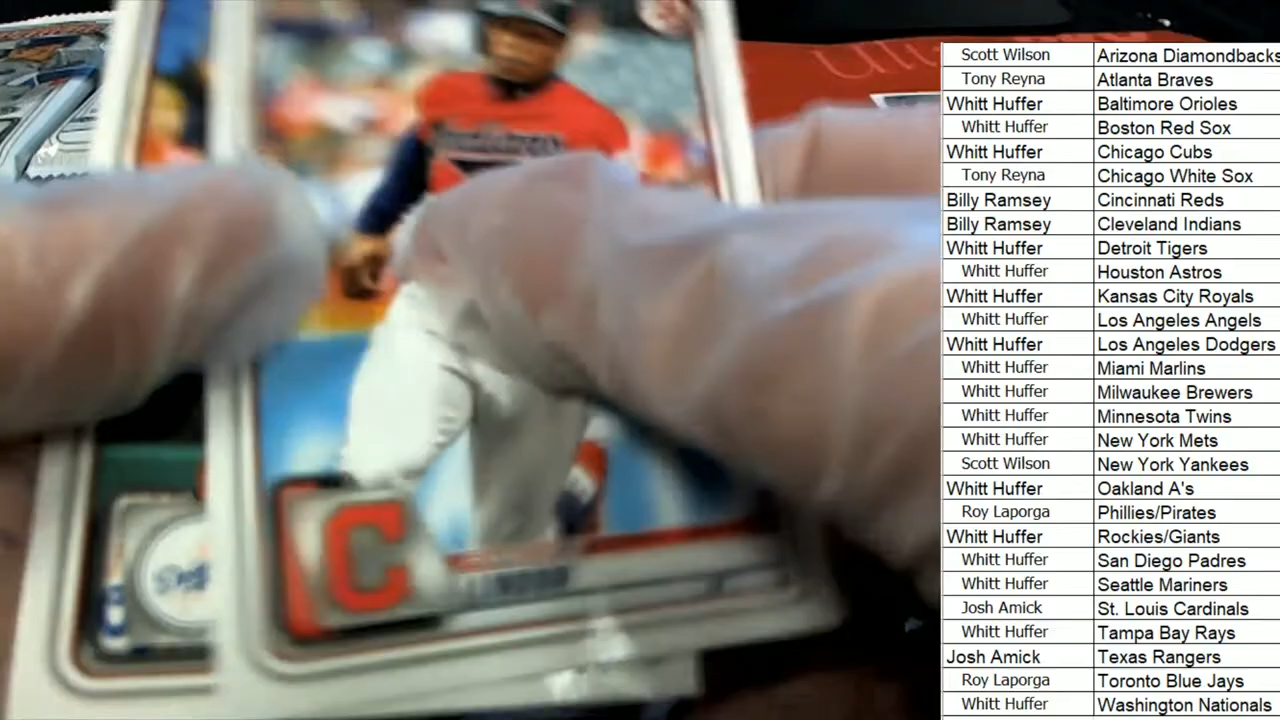 Scott Wilson Arizona Diamondbacks
Tony Reyna Atlanta Braves
Whitt Huffer Baltimore Orioles
Whitt Huffer Boston Red Sox
Whitt Huffer Chicago Cubs
Tony Reyna Chicago White Sox
Billy Ramsey Cincinnati Reds
Billy Ramsey Cleveland Indians
Whitt Huffer Detroit Tigers
Whitt Huffer Houston Astros
Whitt Huffer Kansas City Royals
Whitt Huffer Los Angeles Angels
Whitt Huffer Los Angeles Dodgers
Whitt Huffer Miami Marlins
Whitt Huffer Milwaukee Brewers
Whitt Huffer Minnesota Twins
Whitt Huffer New York Mets
Scott Wilson New York Yankees
Whitt Huffer Oakland A's
Roy Laporga Phillies/Pirates
Whitt Huffer Rockies/Giants
Whitt Huffer San Diego Padres
Whitt Huffer Seattle Mariners
Josh Amick St. Louis Cardinals
Whitt Huffer Tampa Bay Rays
Josh Amick Texas Rangers
Roy Laporga Toronto Blue Jays
Whitt Huffer Washington Nationals
C